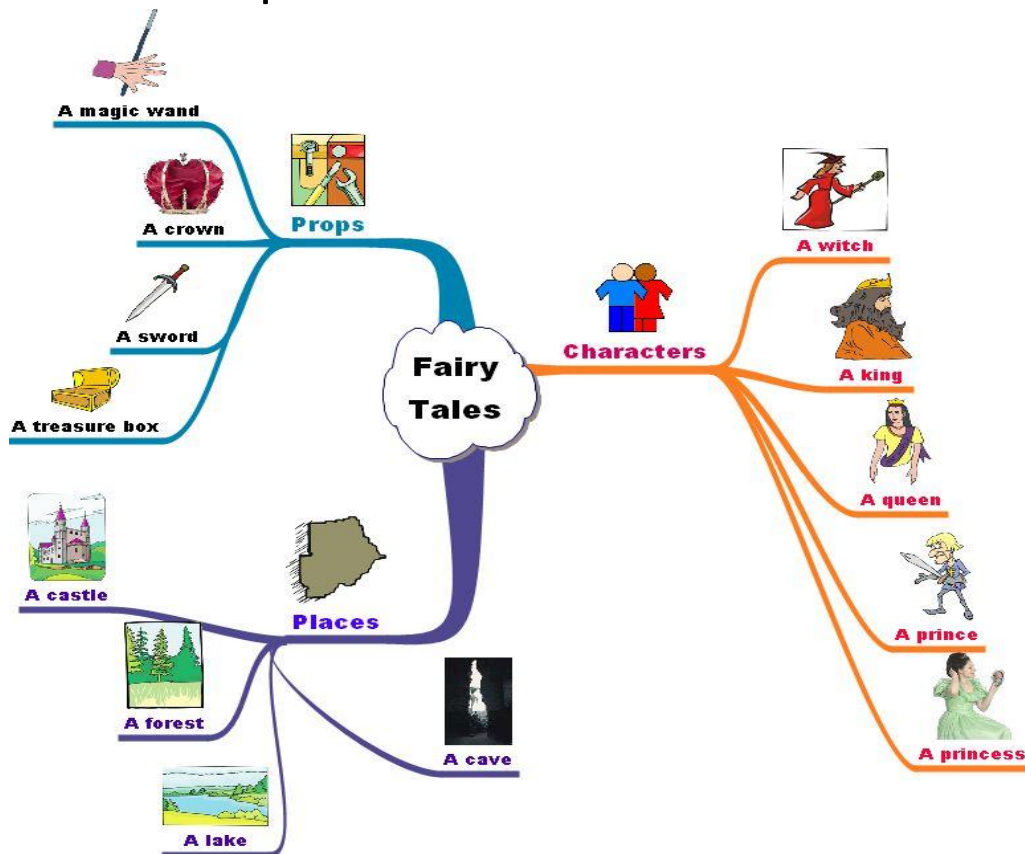 Fairy
Tales
Props
A magic wand
A crown
A sword
A treasure box
Characters
A witch
A king
A queen
A prince
A princess
Places
A castle
A forest
A lake
A cave